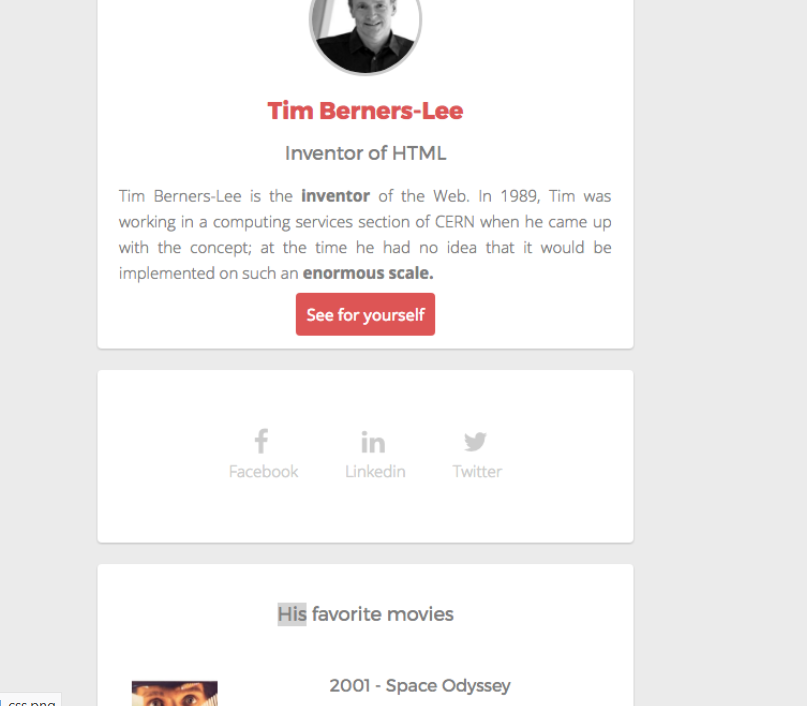 Tim Berners-Lee
Inventor of HTML
Tim Berners-Lee is the inventor of the Web. In 1989, Tim was
working in a computing services section of CERN when he came up
with the concept; at the time he had no idea that it would be
implemented on such an enormous scale.
See for yourself
Facebook Linkedin Twitter
His favorite movies
2001 - Space Odyssey
css.png